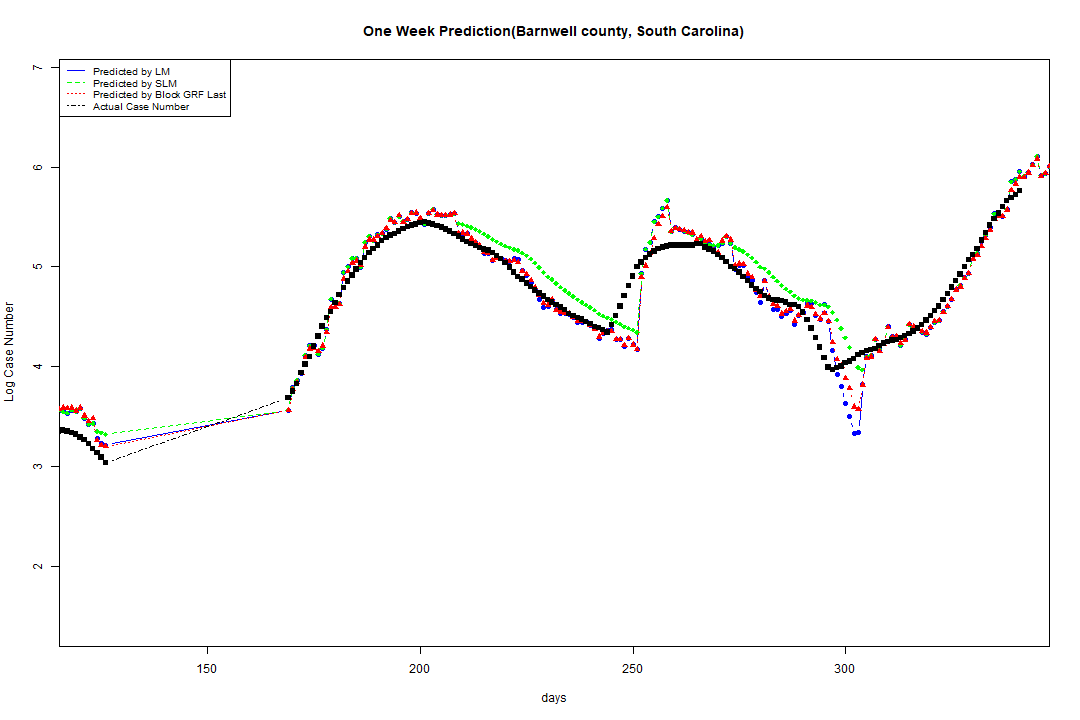 One Week Prediction(Barnwell county, South Carolina)
Predicted by LM
Predicted by SLM
Predicted by Block GRF Last
Actual Case Number
Log Case Number
7
6
5
4
3
2
150 200 250 300
days